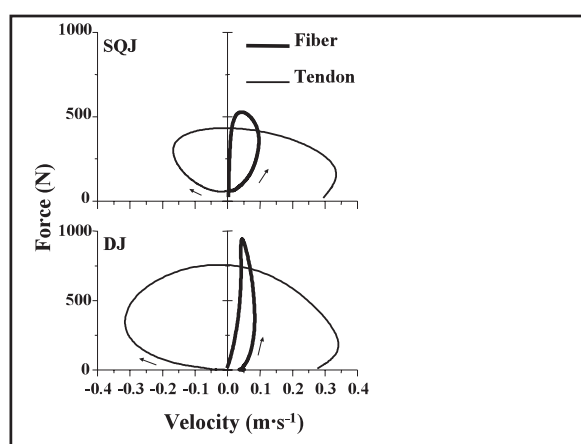 SQJ
Fiber
Tendon
1000
500
0
Force (N)
DJ
1000
500
0
-0.4 -0.3 -0.2 -0.1 0.0 0.1 0.2 0.3 0.4
Velocity (m·s⁻¹)